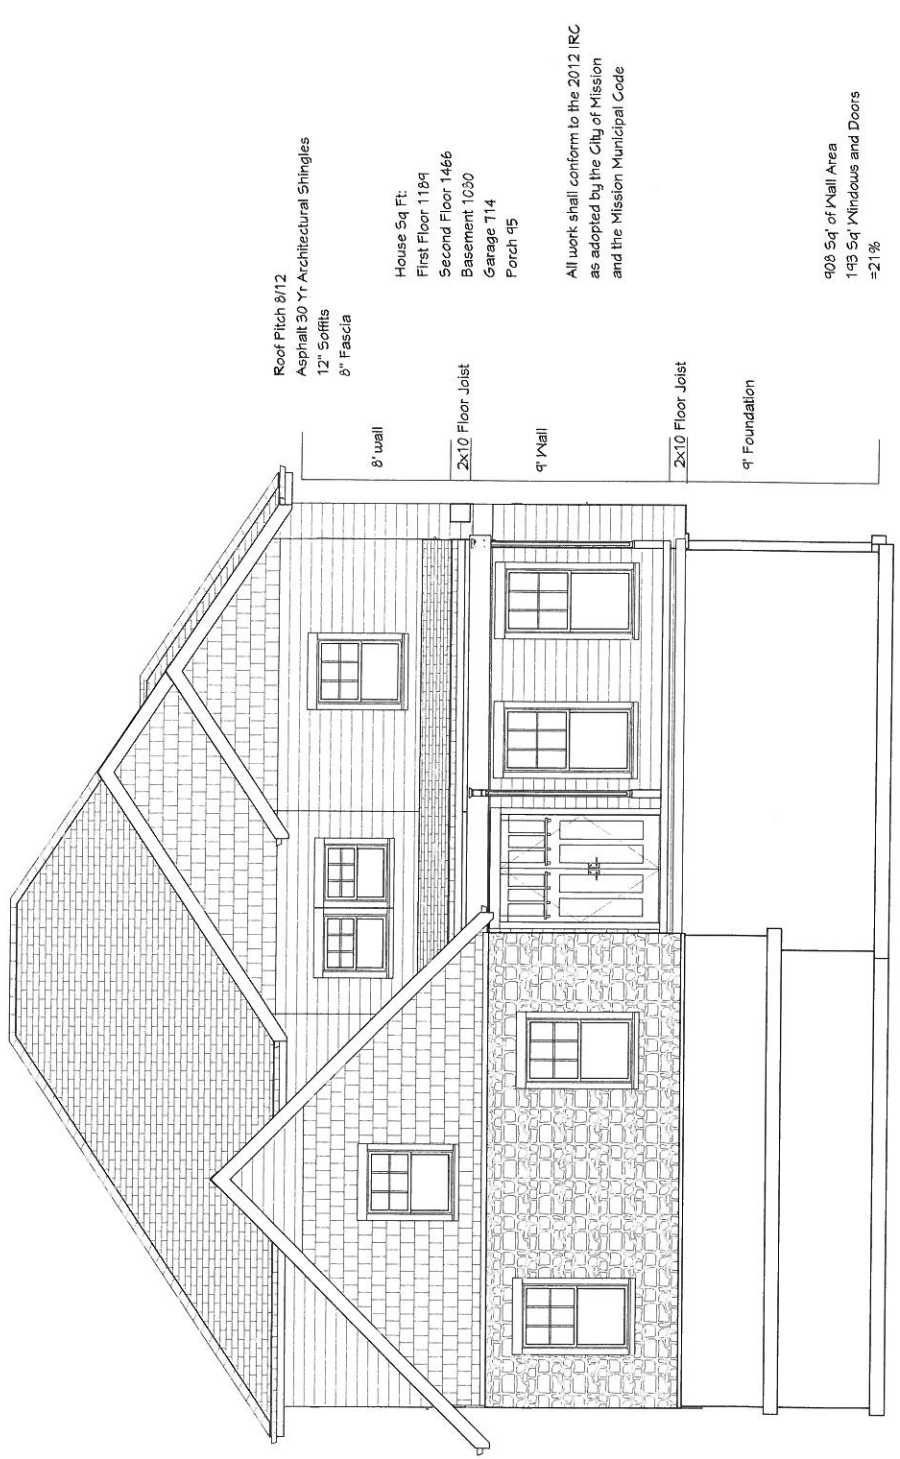 Roof Pitch 8/12
Asphalt 30 Yr Architectural Shingles
12" Soffits
8" Fascia
8' wall
2x10 Floor Joist
9' Wall
2x10 Floor Joist
9' Foundation
House Sq Ft:
First Floor 1189
Second Floor 1466
Basement 1030
Garage 714
Porch 95
All work shall conform to the 2012 IRC
as adopted by the City of Mission
and the Mission Municipal Code
908 Sq' of Wall Area
193 Sq' Windows and Doors
=21%